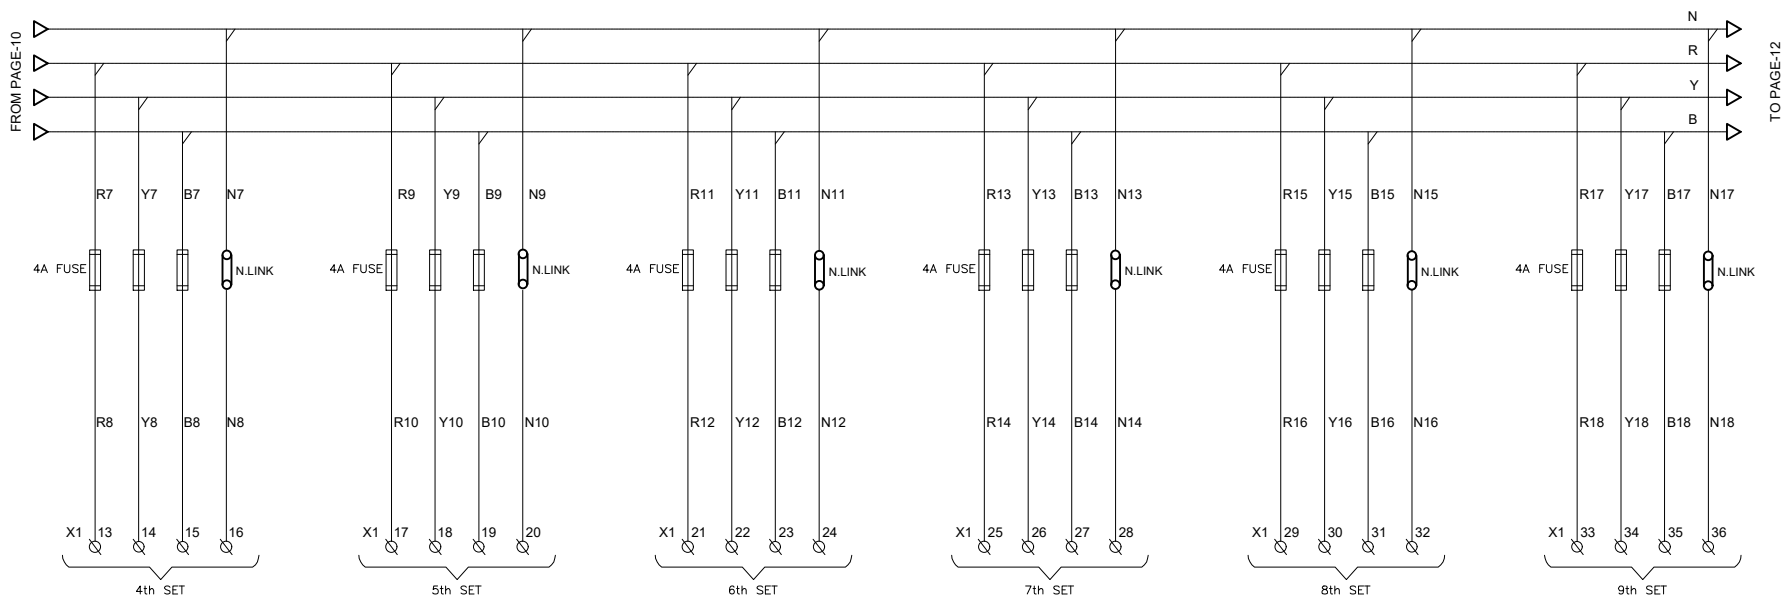 N
R
Y
B
FROM PAGE-10
TO PAGE-12
R7 Y7 B7 N7 R9 Y9 B9 N9 R11 Y11 B11 N11 R13 Y13 B13 N13 R15 Y15 B15 N15 R17 Y17 B17 N17
4A FUSE N.LINK 4A FUSE N.LINK 4A FUSE N.LINK 4A FUSE N.LINK 4A FUSE N.LINK 4A FUSE N.LINK
R8 Y8 B8 N8 R10 Y10 B10 N10 R12 Y12 B12 N12 R14 Y14 B14 N14 R16 Y16 B16 N16 R18 Y18 B18 N18
X1 13 14 15 16 X1 17 18 19 20 X1 21 22 23 24 X1 25 26 27 28 X1 29 30 31 32 X1 33 34 35 36
4th SET 5th SET 6th SET 7th SET 8th SET 9th SET